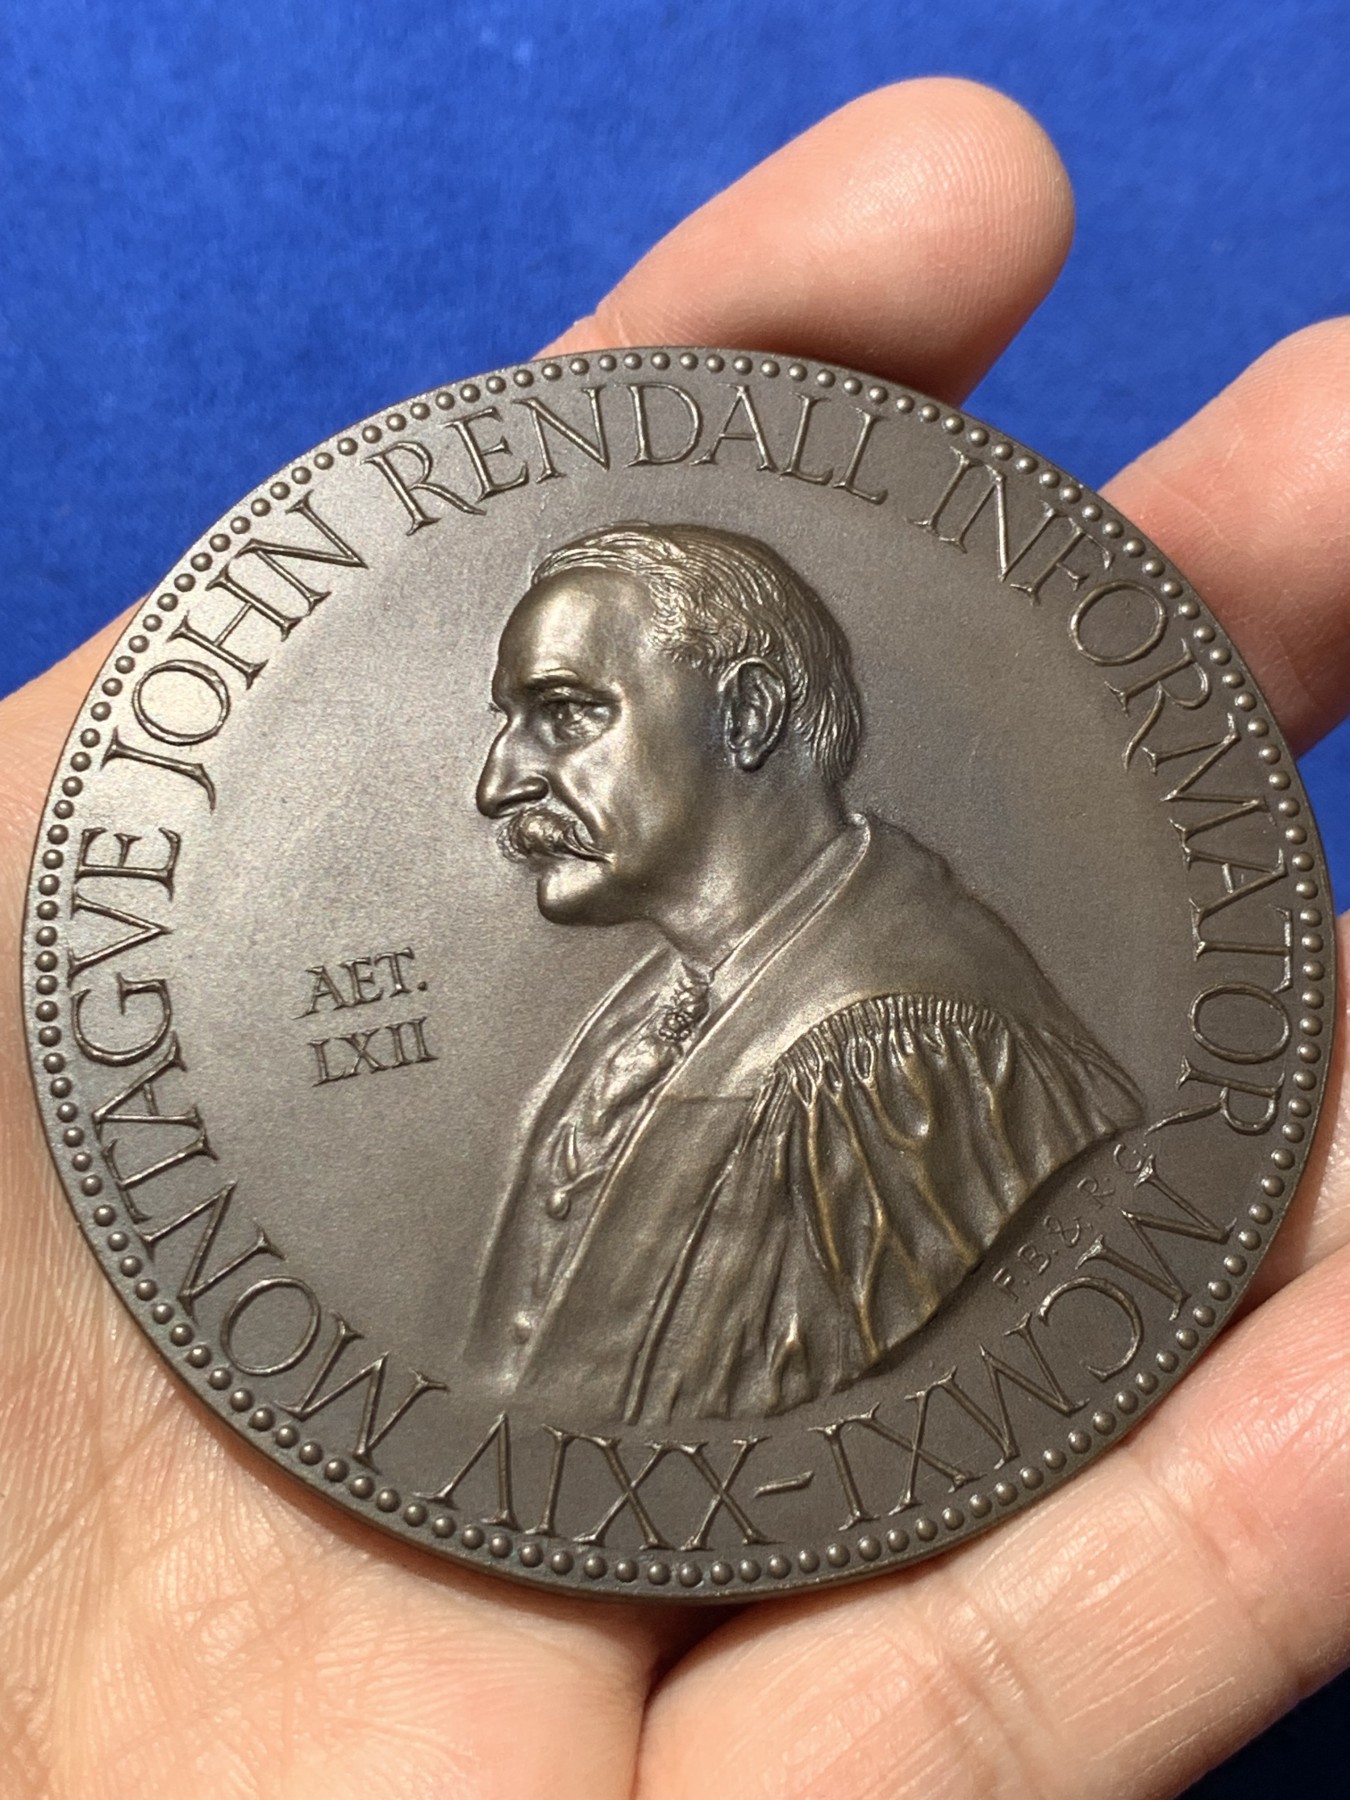 MONTAGVE JOHN RENDALL INFORMATOR MCMXI-XXIV
AET.
LXII
F.B.& R.G.